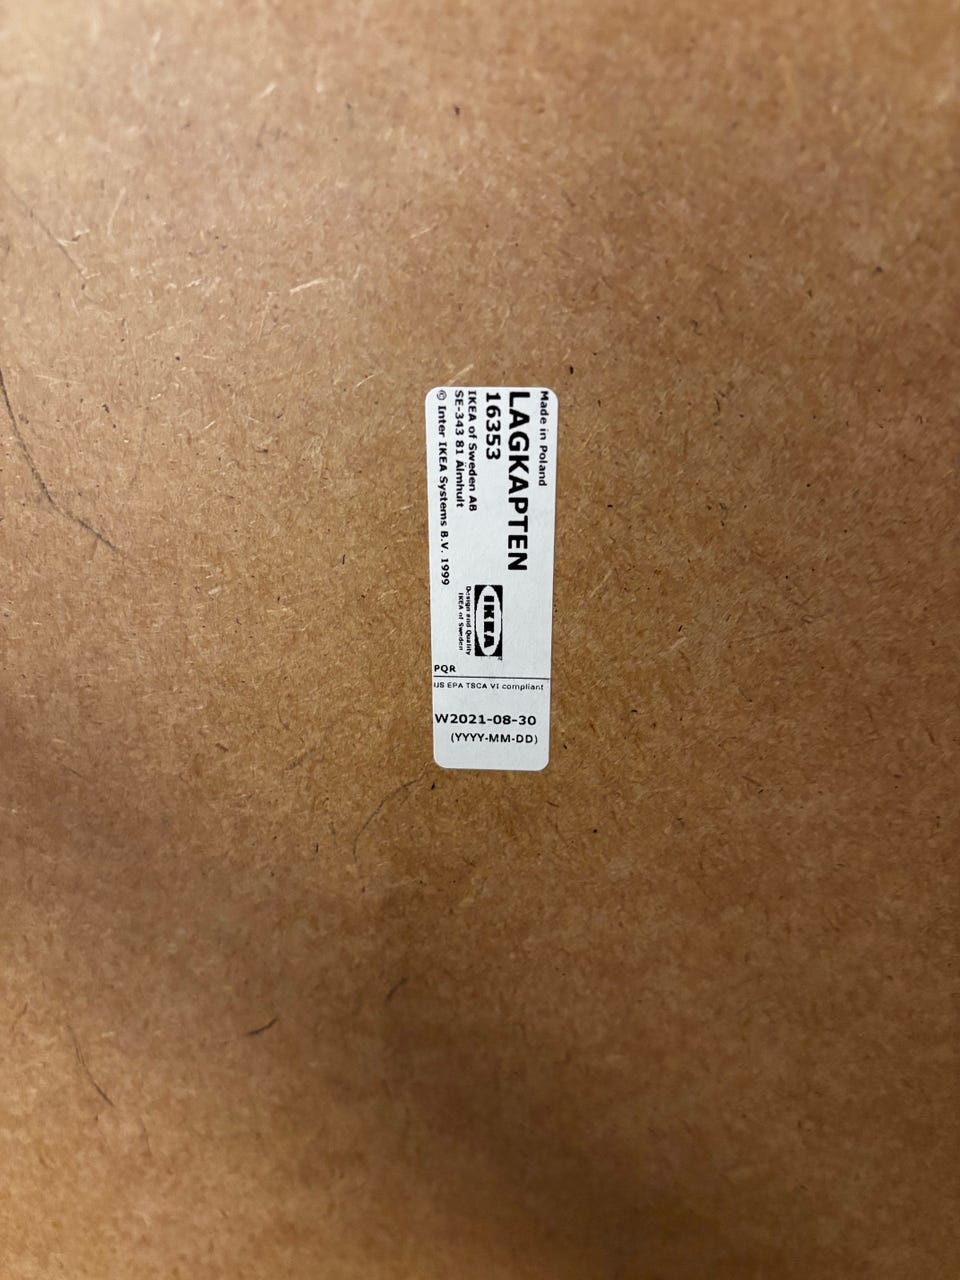 Made in Poland
LAGKAPTEN
16353
IKEA of Sweden AB
SE-343 81 Älmhult
© Inter IKEA Systems B.V. 1999
IKEA
Design and Quality
IKEA of Sweden
PQR
US EPA TSCA VI compliant
W2021-08-30
(YYYY-MM-DD)